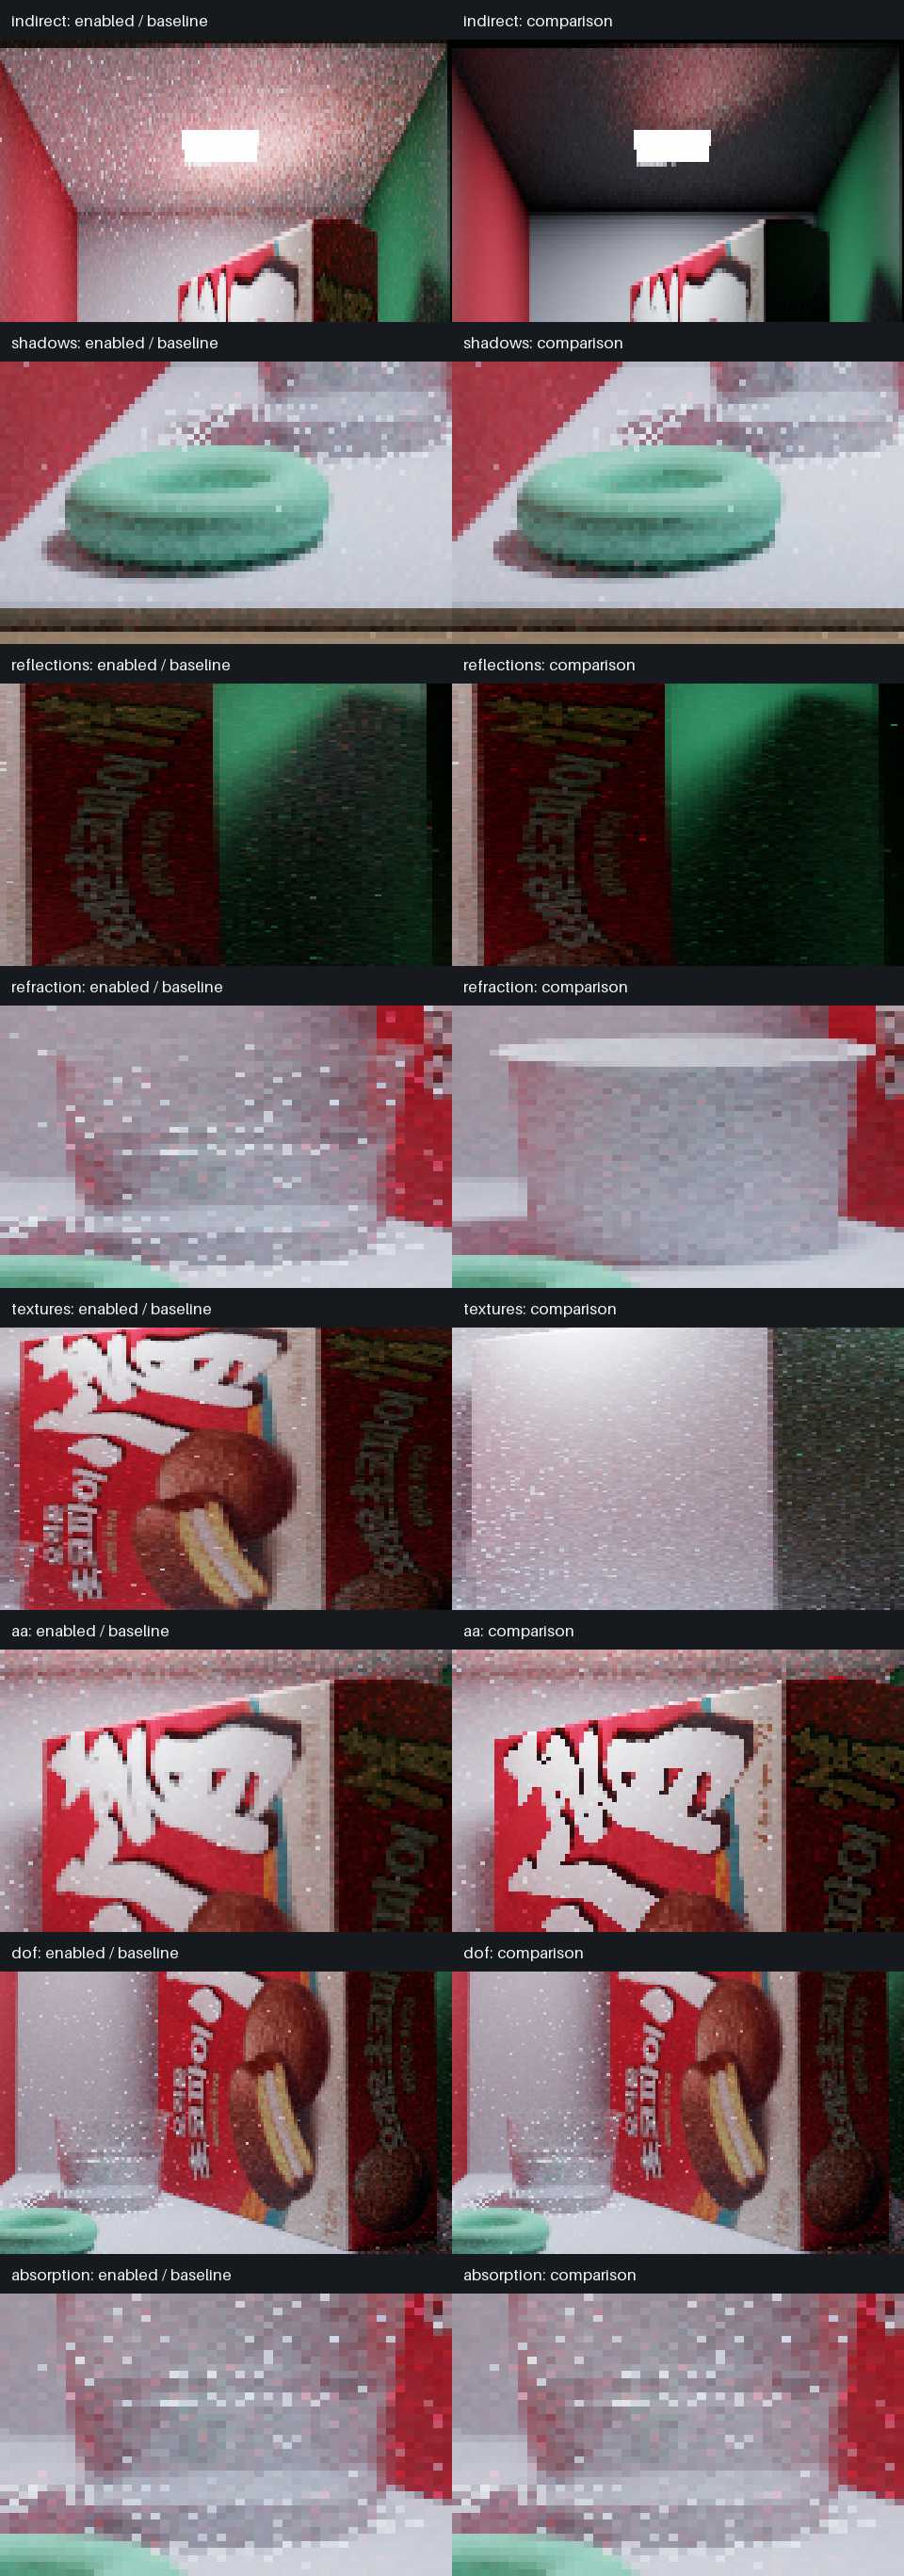 indirect: enabled / baseline
indirect: comparison
shadows: enabled / baseline
shadows: comparison
reflections: enabled / baseline
reflections: comparison
refraction: enabled / baseline
refraction: comparison
textures: enabled / baseline
textures: comparison
aa: enabled / baseline
aa: comparison
dof: enabled / baseline
dof: comparison
absorption: enabled / baseline
absorption: comparison